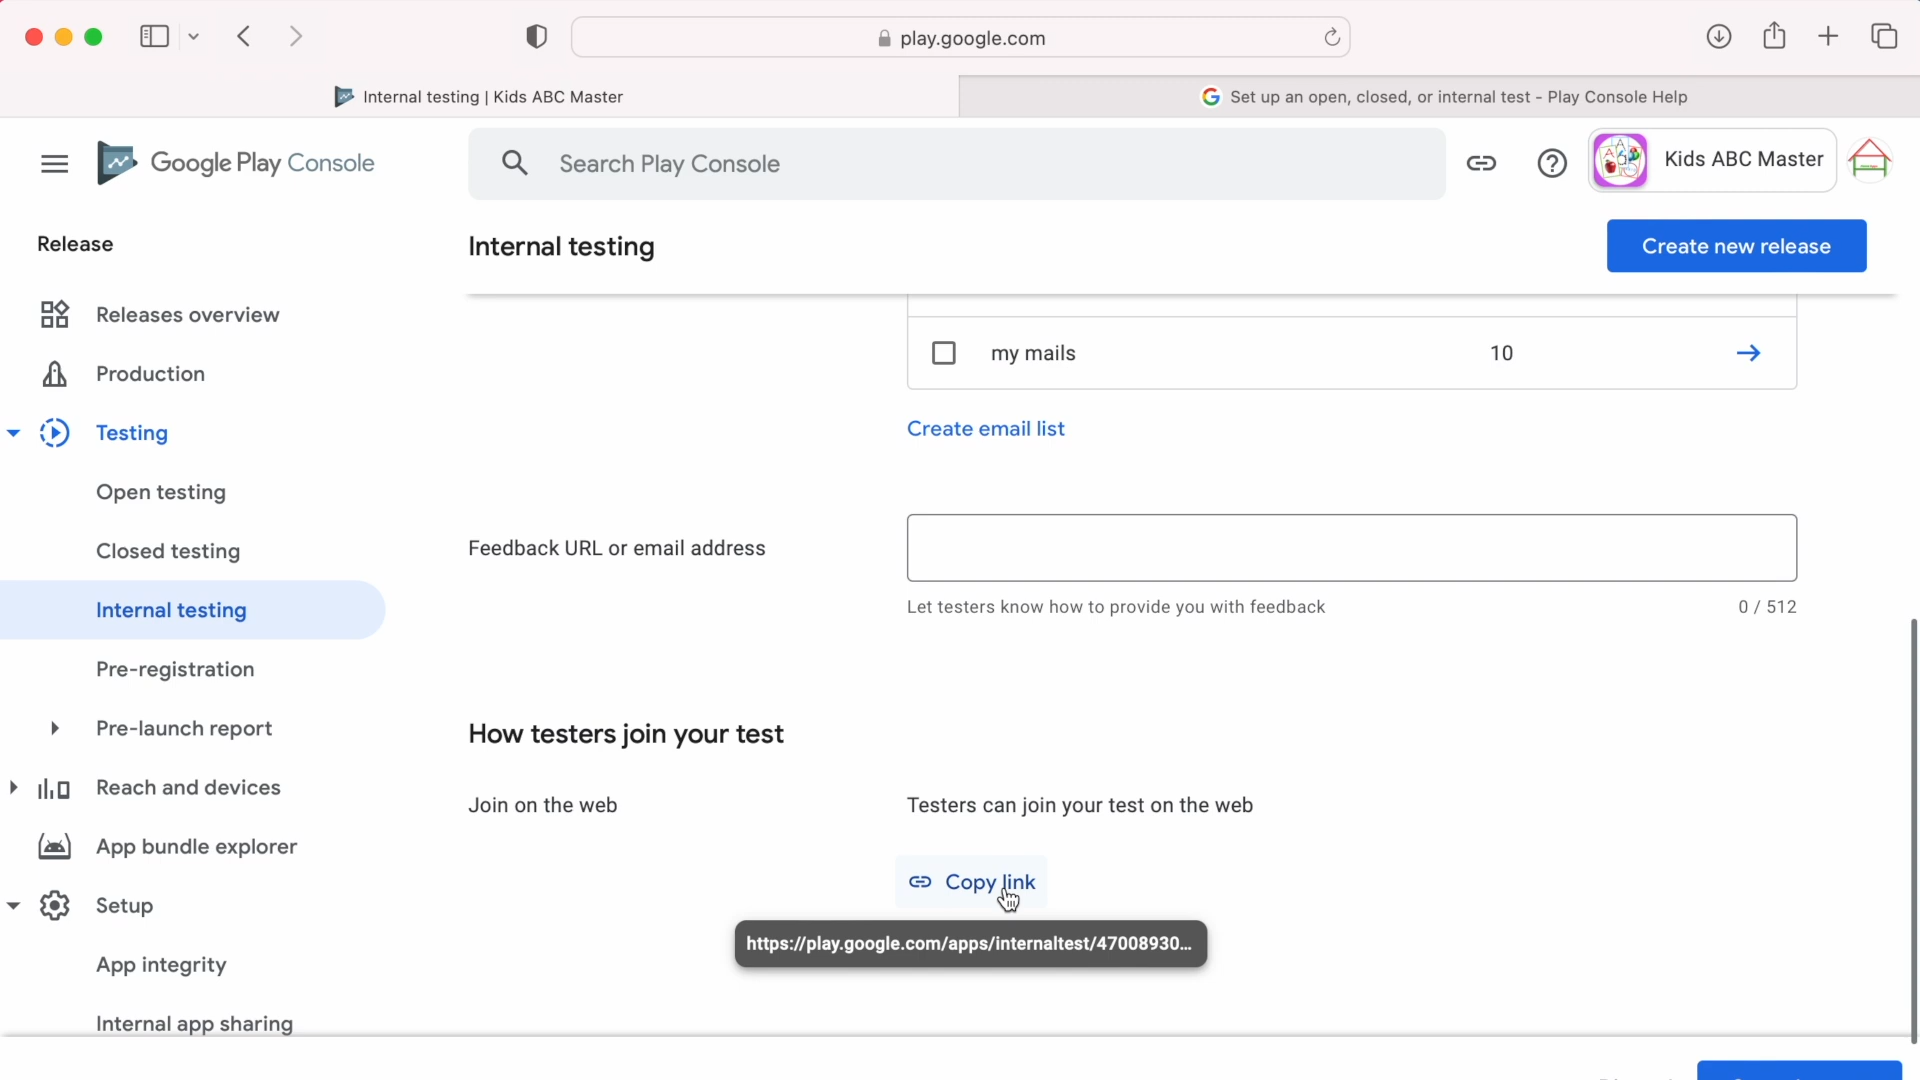 play.google.com
Internal testing | Kids ABC Master
Set up an open, closed, or internal test - Play Console Help
Google Play Console
Search Play Console
Kids ABC Master
Release
Internal testing
Create new release
Releases overview
my mails
10
Production
Create email list
Testing
Open testing
Feedback URL or email address
Closed testing
Let testers know how to provide you with feedback
0 / 512
Internal testing
Pre-registration
How testers join your test
Pre-launch report
Reach and devices
Join on the web
Testers can join your test on the web
App bundle explorer
Copy link
Setup
https://play.google.com/apps/internaltest/47008930...
App integrity
Internal app sharing